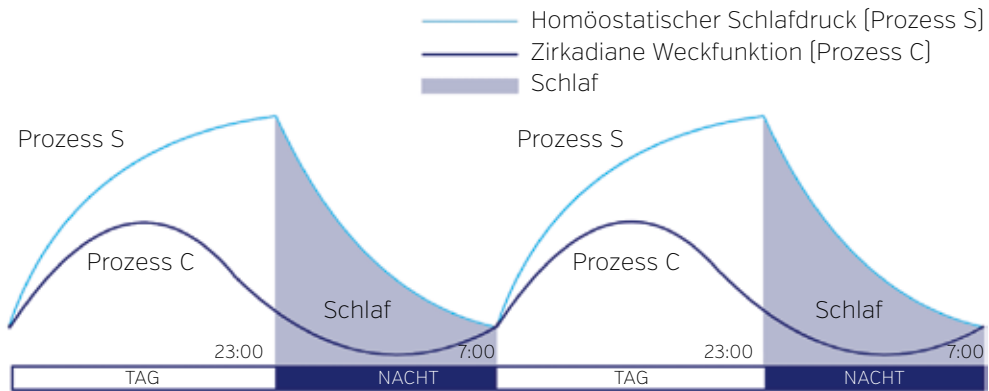 Homöostatischer Schlafdruck (Prozess S)
Zirkadiane Weckfunktion (Prozess C)
Schlaf
Prozess S
Prozess S
Prozess C
Prozess C
Schlaf
Schlaf
23:00
7:00
23:00
7:00
TAG
NACHT
TAG
NACHT